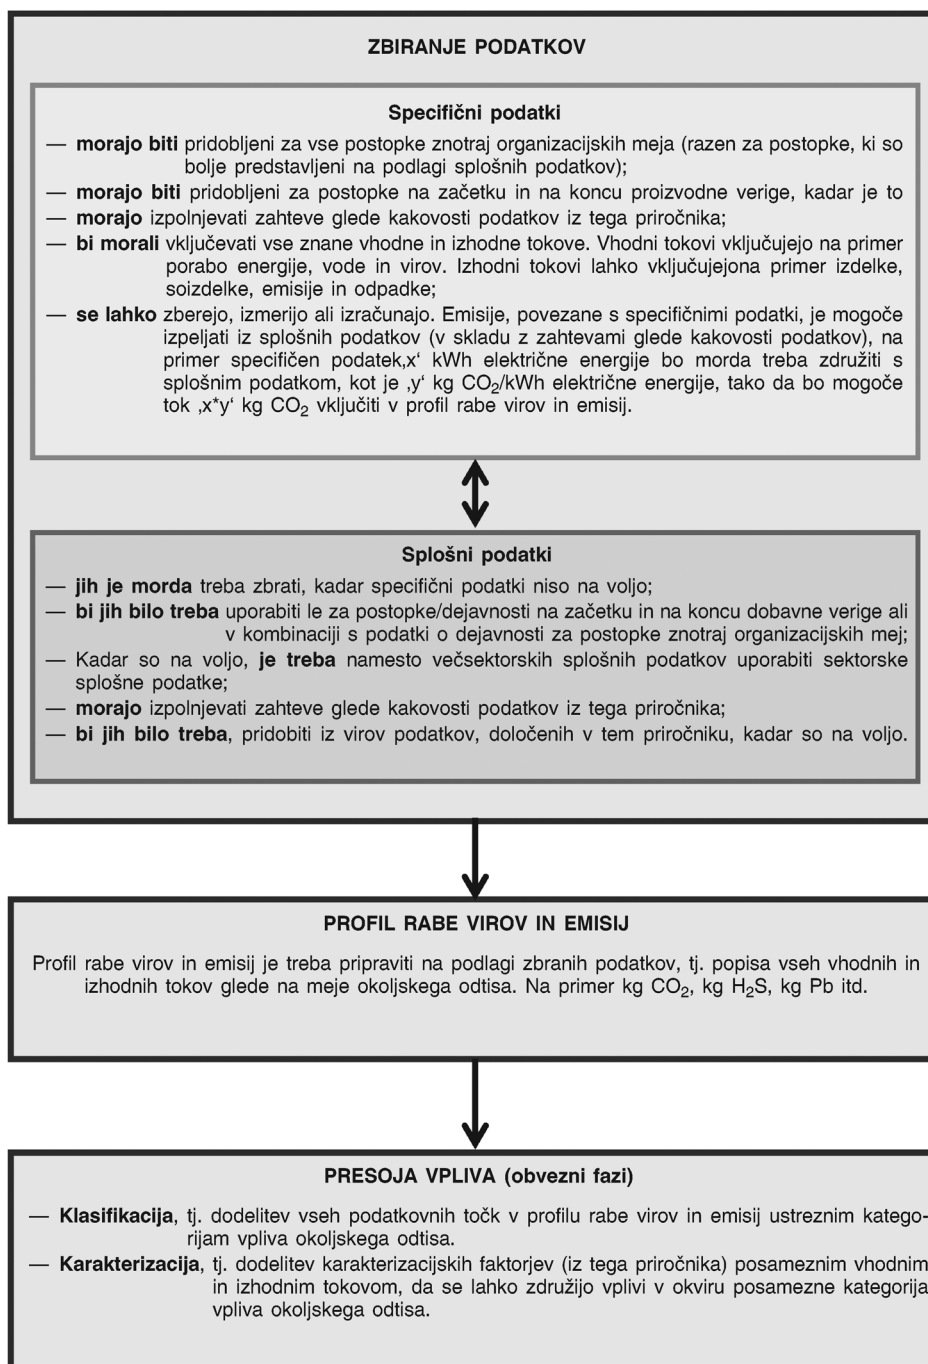 ZBIRANJE PODATKOV
Specifični podatki
— morajo biti pridobljeni za vse postopke znotraj organizacijskih meja (razen za postopke, ki so
bolje predstavljeni na podlagi splošnih podatkov);
— morajo biti pridobljeni za postopke na začetku in na koncu proizvodne verige, kadar je to
— morajo izpolnjevati zahteve glede kakovosti podatkov iz tega priročnika;
— bi morali vključevati vse znane vhodne in izhodne tokove. Vhodni tokovi vključujejo na primer
porabo energije, vode in virov. Izhodni tokovi lahko vključujejona primer izdelke,
soizdelke, emisije in odpadke;
— se lahko zberejo, izmerijo ali izračunajo. Emisije, povezane s specifičnimi podatki, je mogoče
izpeljati iz splošnih podatkov (v skladu z zahtevami glede kakovosti podatkov), na
primer specifičen podatek‚x‘ kWh električne energije bo morda treba združiti s
splošnim podatkom, kot je ‚y‘ kg CO₂/kWh električne energije, tako da bo mogoče
tok ‚x*y‘ kg CO₂ vključiti v profil rabe virov in emisij.
Splošni podatki
— jih je morda treba zbrati, kadar specifični podatki niso na voljo;
— bi jih bilo treba uporabiti le za postopke/dejavnosti na začetku in na koncu dobavne verige ali
v kombinaciji s podatki o dejavnosti za postopke znotraj organizacijskih mej;
— Kadar so na voljo, je treba namesto večsektorskih splošnih podatkov uporabiti sektorske
splošne podatke;
— morajo izpolnjevati zahteve glede kakovosti podatkov iz tega priročnika;
— bi jih bilo treba, pridobiti iz virov podatkov, določenih v tem priročniku, kadar so na voljo.
PROFIL RABE VIROV IN EMISIJ
Profil rabe virov in emisij je treba pripraviti na podlagi zbranih podatkov, tj. popisa vseh vhodnih in
izhodnih tokov glede na meje okoljskega odtisa. Na primer kg CO₂, kg H₂S, kg Pb itd.
PRESOJA VPLIVA (obvezni fazi)
— Klasifikacija, tj. dodelitev vseh podatkovnih točk v profilu rabe virov in emisij ustreznim katego-
rijam vpliva okoljskega odtisa.
— Karakterizacija, tj. dodelitev karakterizacijskih faktorjev (iz tega priročnika) posameznim vhodnim
in izhodnim tokovom, da se lahko združijo vplivi v okviru posamezne kategorija
vpliva okoljskega odtisa.